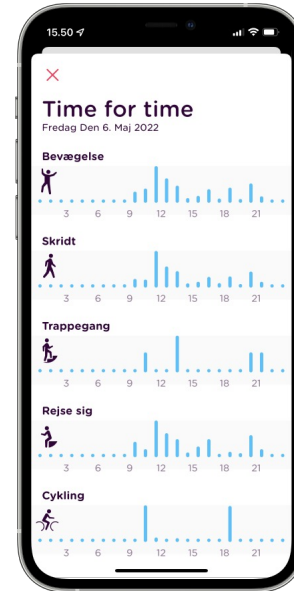 15.50
Time for time
Fredag Den 6. Maj 2022
Bevægelse
3 6 9 12 15 18 21
Skridt
3 6 9 12 15 18 21
Trappegang
3 6 9 12 15 18 21
Rejse sig
3 6 9 12 15 18 21
Cykling
3 6 9 12 15 18 21